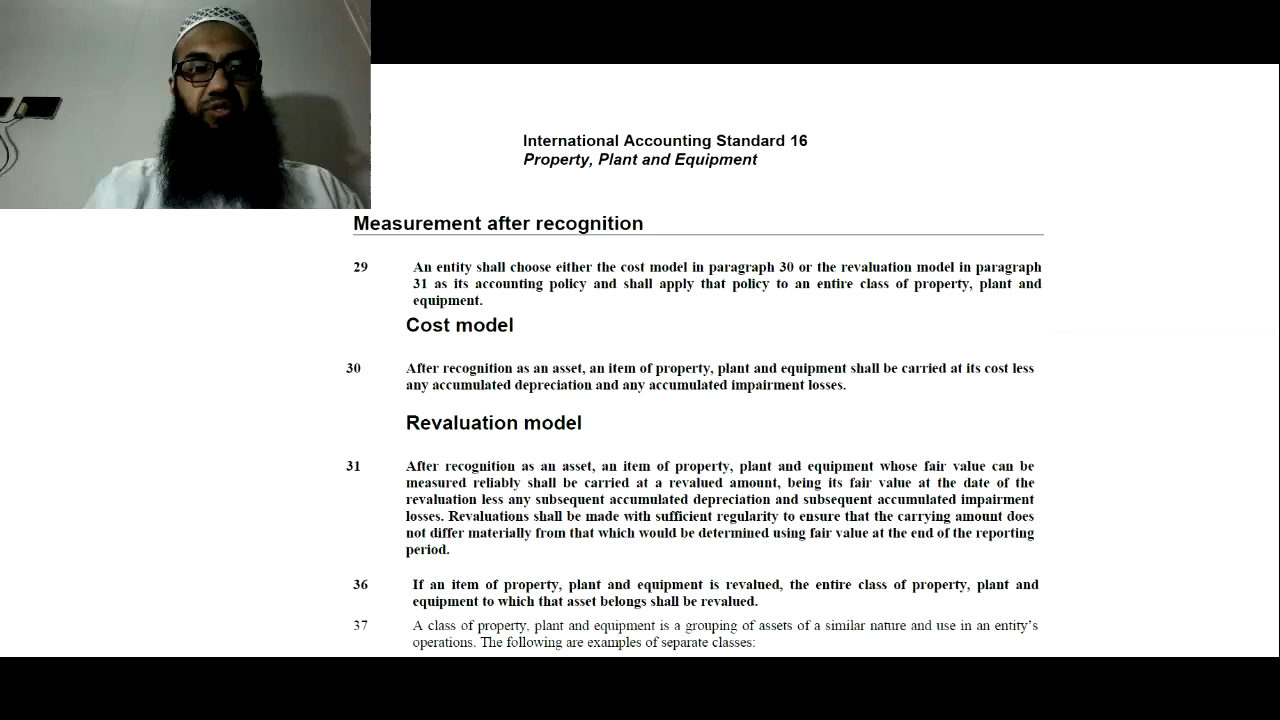 International Accounting Standard 16
Property, Plant and Equipment
Measurement after recognition
29 An entity shall choose either the cost model in paragraph 30 or the revaluation model in paragraph
31 as its accounting policy and shall apply that policy to an entire class of property, plant and
equipment.
Cost model
30 After recognition as an asset, an item of property, plant and equipment shall be carried at its cost less
any accumulated depreciation and any accumulated impairment losses.
Revaluation model
31 After recognition as an asset, an item of property, plant and equipment whose fair value can be
measured reliably shall be carried at a revalued amount, being its fair value at the date of the
revaluation less any subsequent accumulated depreciation and subsequent accumulated impairment
losses. Revaluations shall be made with sufficient regularity to ensure that the carrying amount does
not differ materially from that which would be determined using fair value at the end of the reporting
period.
36 If an item of property, plant and equipment is revalued, the entire class of property, plant and
equipment to which that asset belongs shall be revalued.
37 A class of property, plant and equipment is a grouping of assets of a similar nature and use in an entity's
operations. The following are examples of separate classes: